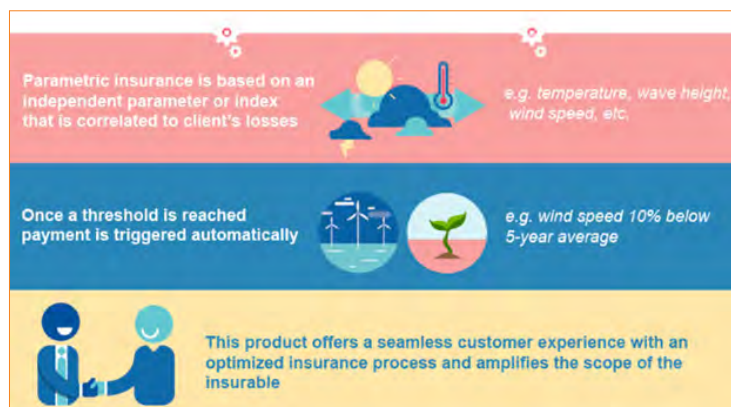 Parametric insurance is based on an
independent parameter or index
that is correlated to client's losses
e.g. temperature, wave height,
wind speed, etc.
Once a threshold is reached
payment is triggered automatically
e.g. wind speed 10% below
5-year average
This product offers a seamless customer experience with an
optimized insurance process and amplifies the scope of the
insurable